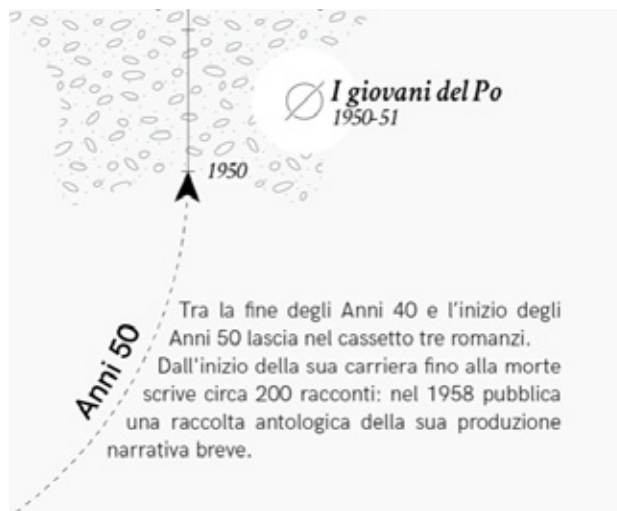 I giovani del Po
1950-51
1950
Anni 50
Tra la fine degli Anni 40 e l'inizio degli
Anni 50 lascia nel cassetto tre romanzi.
Dall'inizio della sua carriera fino alla morte
scrive circa 200 racconti: nel 1958 pubblica
una raccolta antologica della sua produzione
narrativa breve.